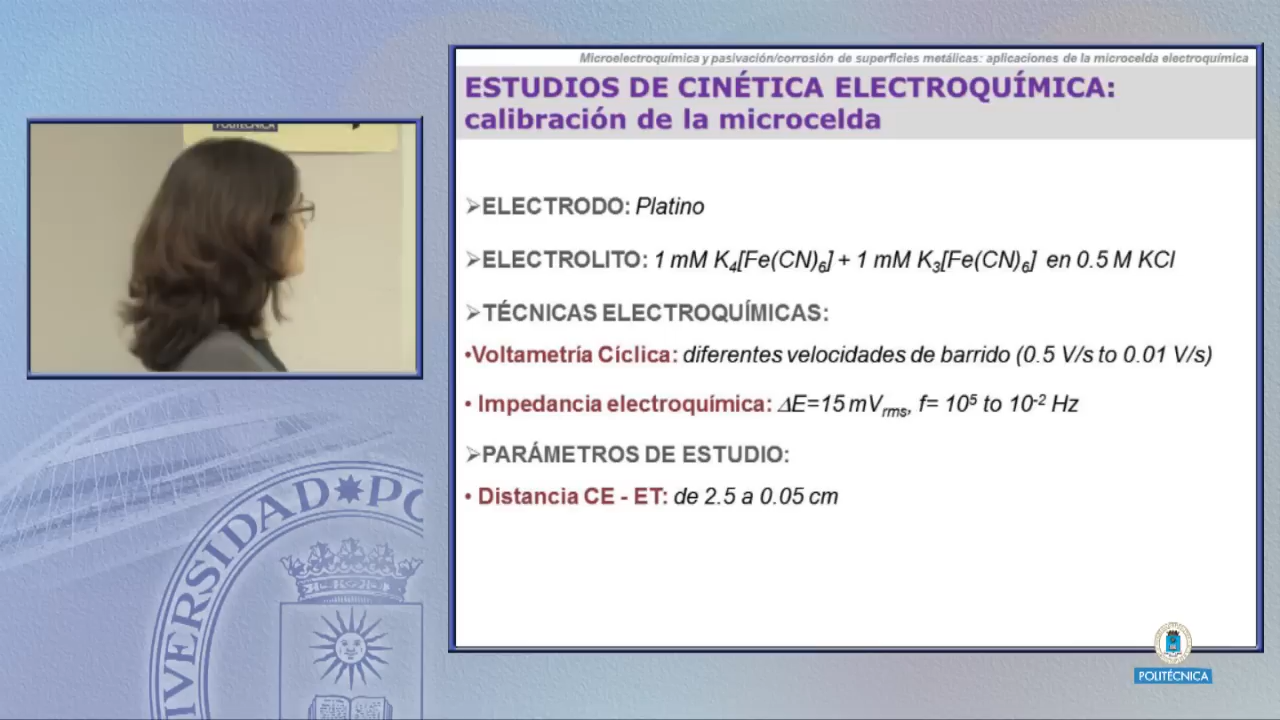 POLITÉCNICA
Microelectroquímica y pasivación/corrosión de superficies metálicas: aplicaciones de la microcelda electroquímica
ESTUDIOS DE CINÉTICA ELECTROQUÍMICA:
calibración de la microcelda
➢ELECTRODO: Platino
➢ELECTROLITO: 1 mM K₄[Fe(CN)₆] + 1 mM K₃[Fe(CN)₆] en 0.5 M KCl
➢TÉCNICAS ELECTROQUÍMICAS:
•Voltametría Cíclica: diferentes velocidades de barrido (0.5 V/s to 0.01 V/s)
• Impedancia electroquímica: ΔE=15 mVrms, f= 10⁵ to 10⁻² Hz
➢PARÁMETROS DE ESTUDIO:
• Distancia CE - ET: de 2.5 a 0.05 cm
VERSIDAD PO
POLITÉCNICA